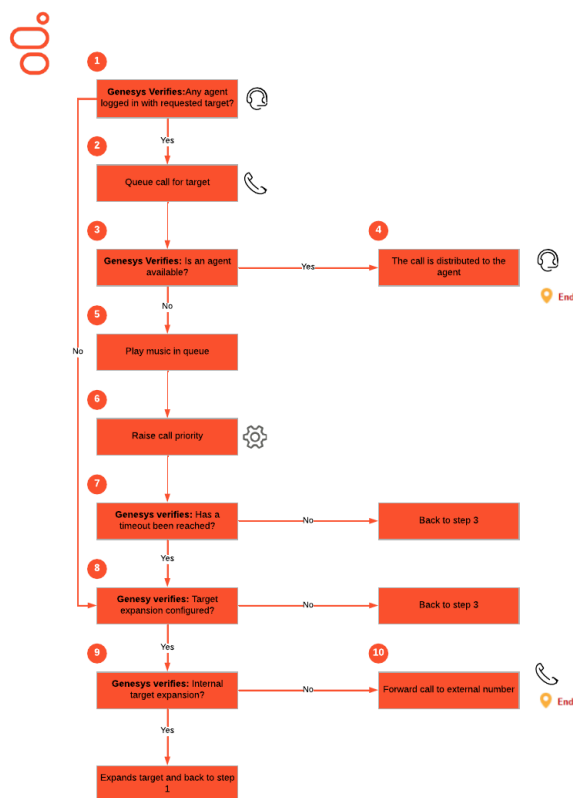 1
Genesys Verifies:Any agent
logged in with requested target?
Yes
2
Queue call for target
3
Genesys Verifies: Is an agent
available?
Yes
4
The call is distributed to the
agent
End
No
5
Play music in queue
No
6
Raise call priority
7
Genesys verifies: Has a
timeout been reached?
No
Back to step 3
Yes
8
Genesy verifies: Target
expansion configured?
No
Back to step 3
Yes
9
Genesys verifies: Internal
target expansion?
No
10
Forward call to external number
End
Yes
Expands target and back to step
1